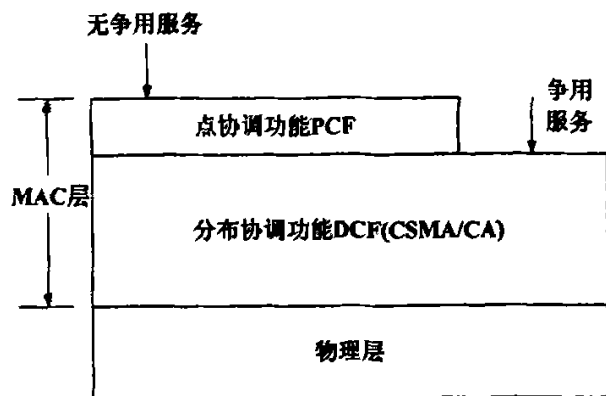 无争用服务
争用
服务
点协调功能PCF
MAC层
分布协调功能DCF(CSMA/CA)
物理层